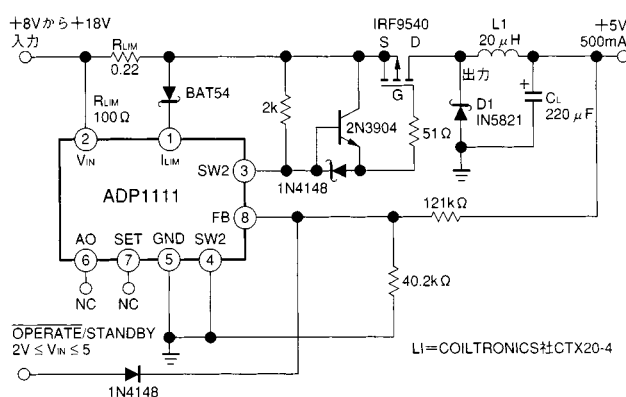 +8Vから+18V
入力
RLIM
0.22
BAT54
RLIM
100Ω
2
VIN
1
ILIM
ADP1111
SW2
3
FB
8
AO
6
SET
7
GND
5
SW2
4
NC
NC
2k
1N4148
2N3904
IRF9540
S
D
G
51Ω
出力
L1
20μH
D1
IN5821
+
CL
220μF
+5V
500mA
121kΩ
40.2kΩ
OPERATE/STANDBY
2V≤VIN≤5
1N4148
LI=COILTRONICS社CTX20-4